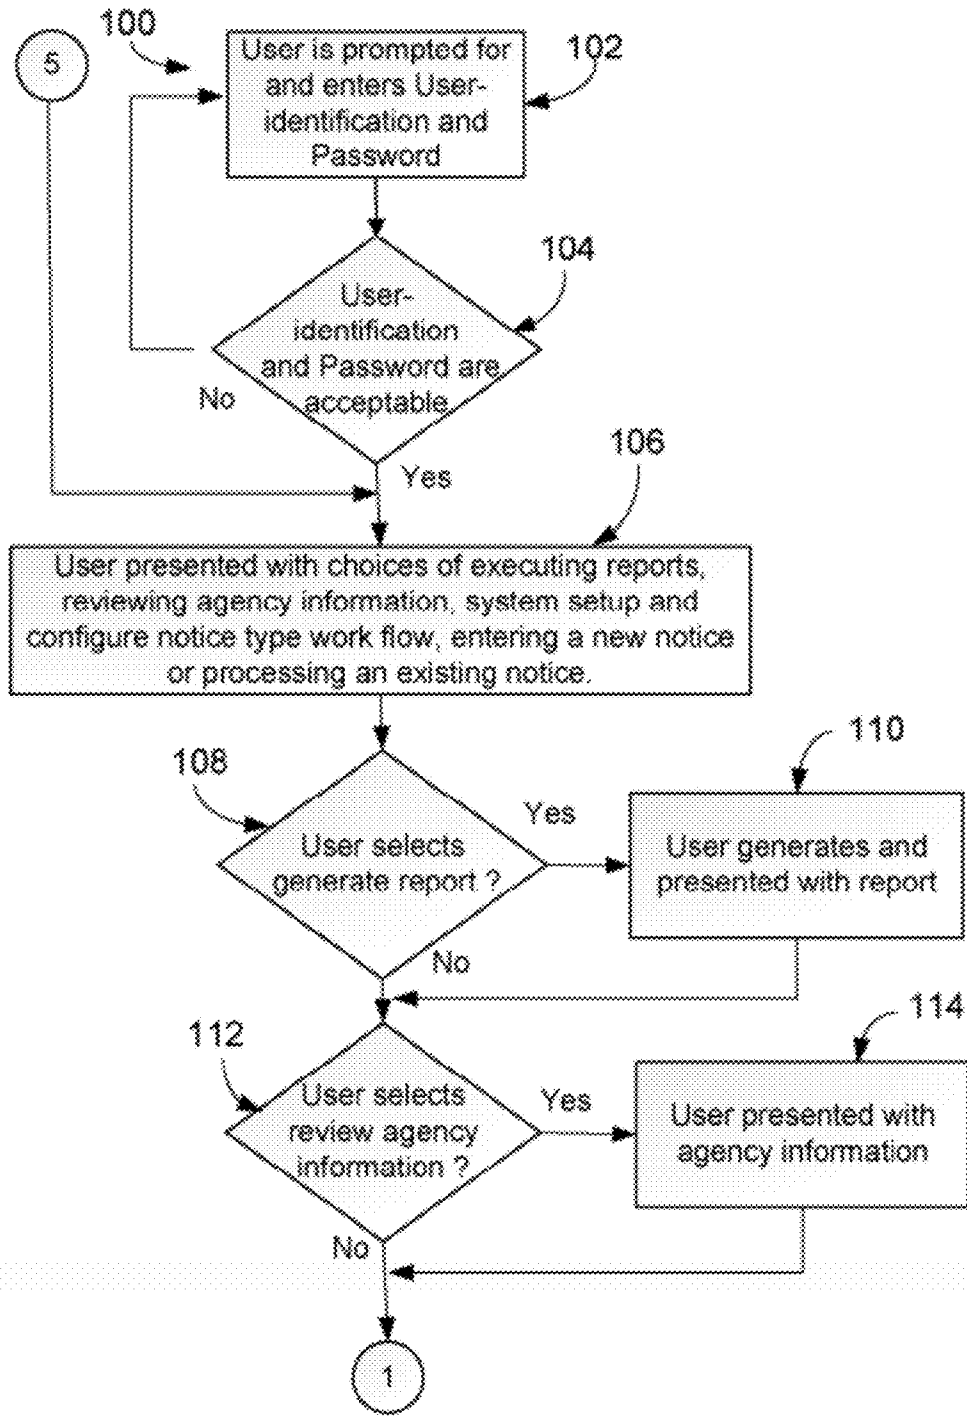 5
100
User is prompted for
and enters User-
identification and
Password
102
104
User-
identification
and Password are
acceptable
No
Yes
106
User presented with choices of executing reports,
reviewing agency information, system setup and
configure notice type work flow, entering a new notice
or processing an existing notice.
108
User selects
generate report ?
Yes
110
User generates and
presented with report
No
112
User selects
review agency
information ?
Yes
114
User presented with
agency information
No
1